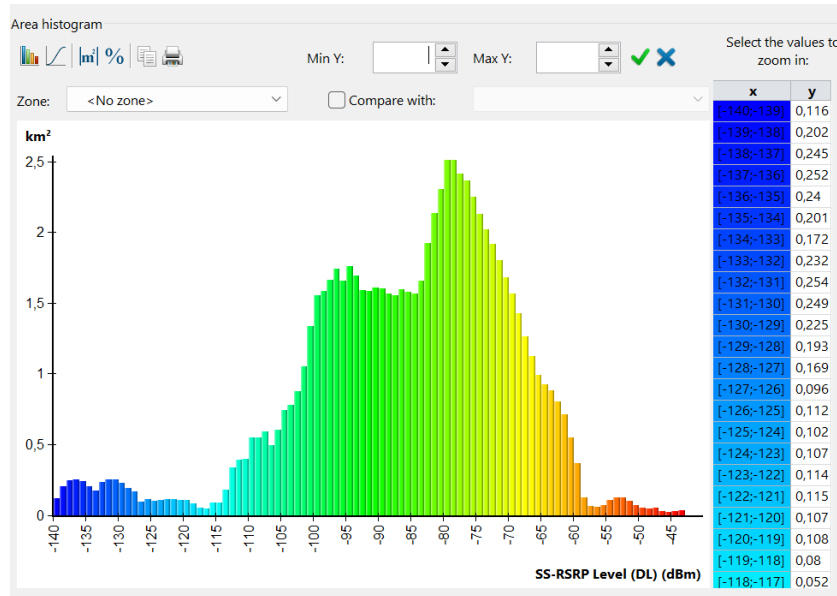 Area histogram
m²
%
Min Y:
Max Y:
Select the values to
zoom in:
Zone:
<No zone>
Compare with:
km²
2,5
2
1,5
1
0,5
0
-140 -135 -130 -125 -120 -115 -110 -105 -100 -95 -90 -85 -80 -75 -70 -65 -60 -55 -50 -45
SS-RSRP Level (DL) (dBm)
x y
[-140;-139] 0,116
[-139;-138] 0,202
[-138;-137] 0,245
[-137;-136] 0,252
[-136;-135] 0,24
[-135;-134] 0,201
[-134;-133] 0,172
[-133;-132] 0,232
[-132;-131] 0,254
[-131;-130] 0,249
[-130;-129] 0,225
[-129;-128] 0,193
[-128;-127] 0,169
[-127;-126] 0,096
[-126;-125] 0,112
[-125;-124] 0,102
[-124;-123] 0,107
[-123;-122] 0,114
[-122;-121] 0,115
[-121;-120] 0,107
[-120;-119] 0,108
[-119;-118] 0,08
[-118;-117] 0,052